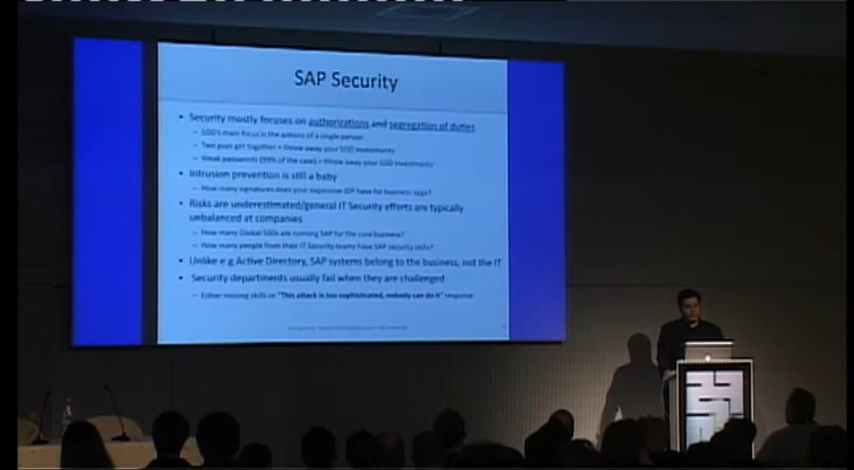 SAP Security
• Security mostly focuses on authorizations and segregation of duties
– SOD's main focus is the actions of a single person
– Two guys get together = throw away your SOD investments
– Weak passwords (99% of the case) = throw away your SOD investments
• Intrusion prevention is still a baby
– How many signatures does your expensive IDP have for business apps?
• Risks are underestimated/general IT Security efforts are typically
unbalanced at companies
– How many Global 500s are running SAP for the core business?
– How many people from their IT Security teams have SAP security skills?
• Unlike e.g Active Directory, SAP systems belong to the business, not the IT
• Security departments usually fail when they are challenged
– Either missing skills or "This attack is too sophisticated, nobody can do it" response